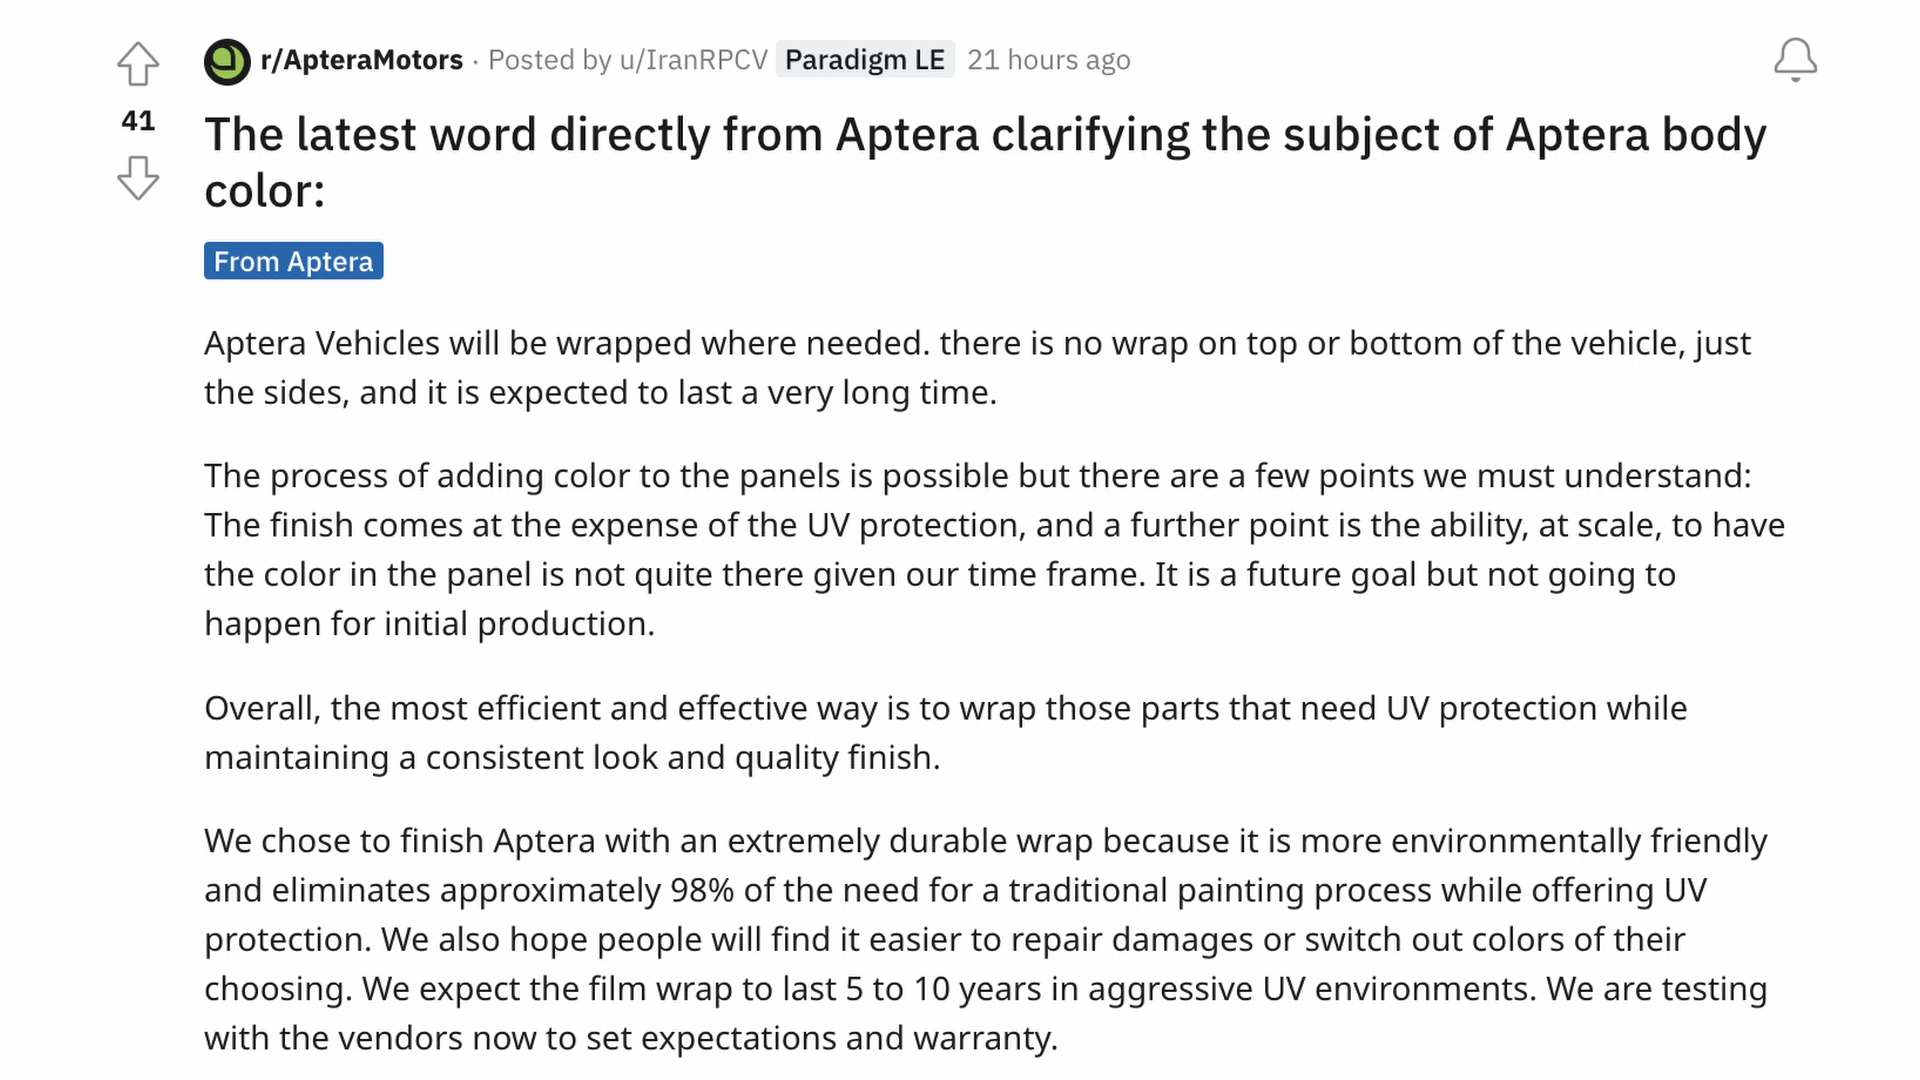 r/ApteraMotors · Posted by u/IranRPCV Paradigm LE 21 hours ago
41
The latest word directly from Aptera clarifying the subject of Aptera body
color:
From Aptera
Aptera Vehicles will be wrapped where needed. there is no wrap on top or bottom of the vehicle, just
the sides, and it is expected to last a very long time.
The process of adding color to the panels is possible but there are a few points we must understand:
The finish comes at the expense of the UV protection, and a further point is the ability, at scale, to have
the color in the panel is not quite there given our time frame. It is a future goal but not going to
happen for initial production.
Overall, the most efficient and effective way is to wrap those parts that need UV protection while
maintaining a consistent look and quality finish.
We chose to finish Aptera with an extremely durable wrap because it is more environmentally friendly
and eliminates approximately 98% of the need for a traditional painting process while offering UV
protection. We also hope people will find it easier to repair damages or switch out colors of their
choosing. We expect the film wrap to last 5 to 10 years in aggressive UV environments. We are testing
with the vendors now to set expectations and warranty.